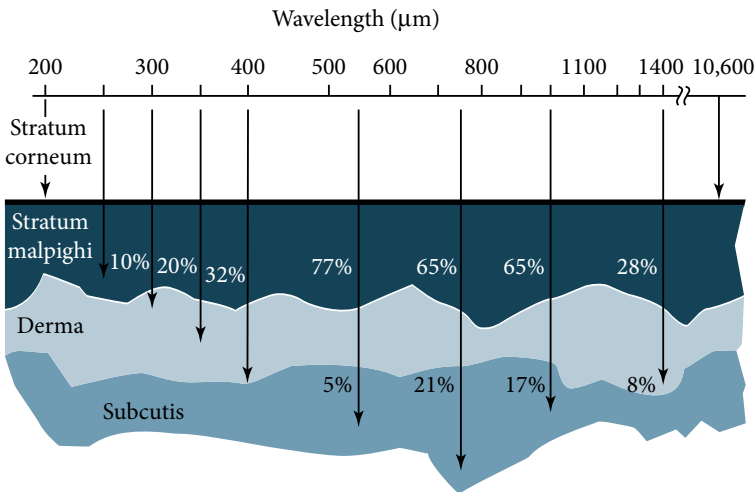 Wavelength (μm)
200 300 400 500 600 800 1100 1400 10,600
Stratum
corneum
Stratum
malpighi
10% 20% 32% 77% 65% 65% 28%
Derma
5% 21% 17% 8%
Subcutis